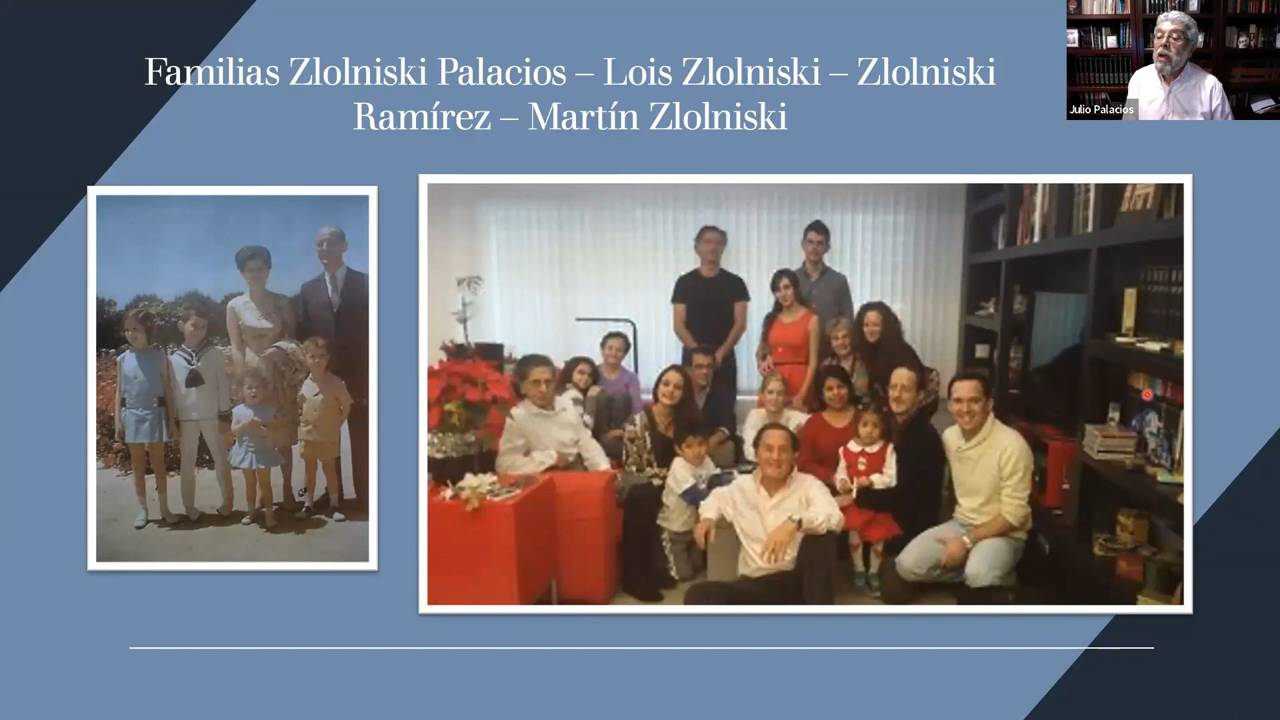 Familias Zlolniski Palacios – Lois Zlolniski – Zlolniski
Ramírez – Martín Zlolniski
Julio Palacios